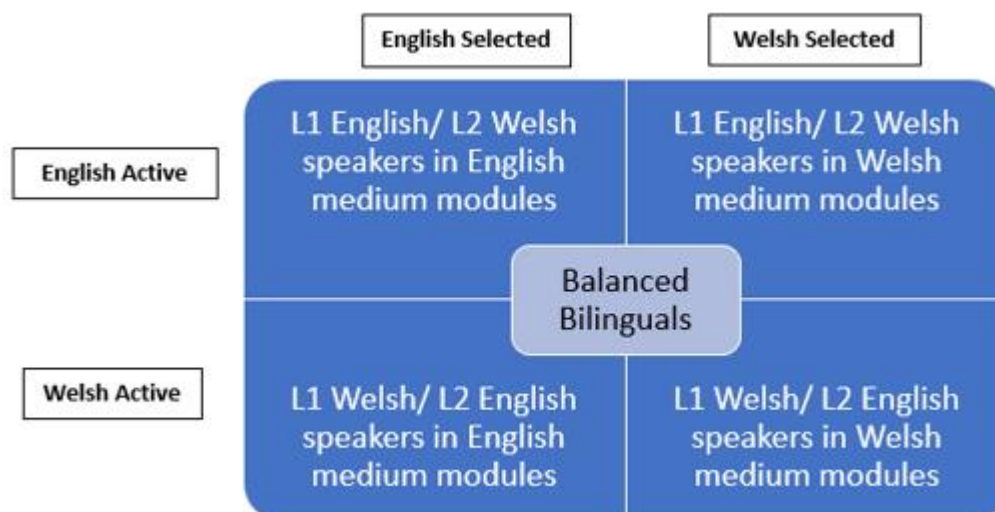 English Selected
Welsh Selected
English Active
L1 English/ L2 Welsh
speakers in English
medium modules
L1 English/ L2 Welsh
speakers in Welsh
medium modules
Balanced
Bilinguals
Welsh Active
L1 Welsh/ L2 English
speakers in English
medium modules
L1 Welsh/ L2 English
speakers in Welsh
medium modules